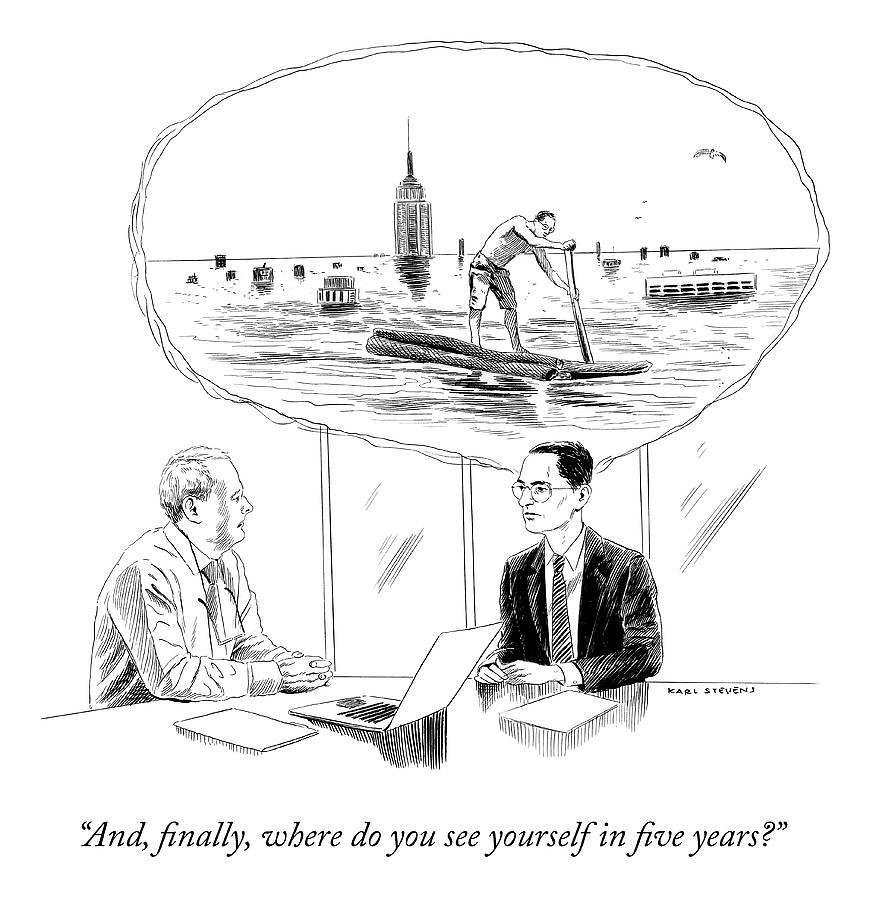 KARL STEVENS
“And, finally, where do you see yourself in five years?”